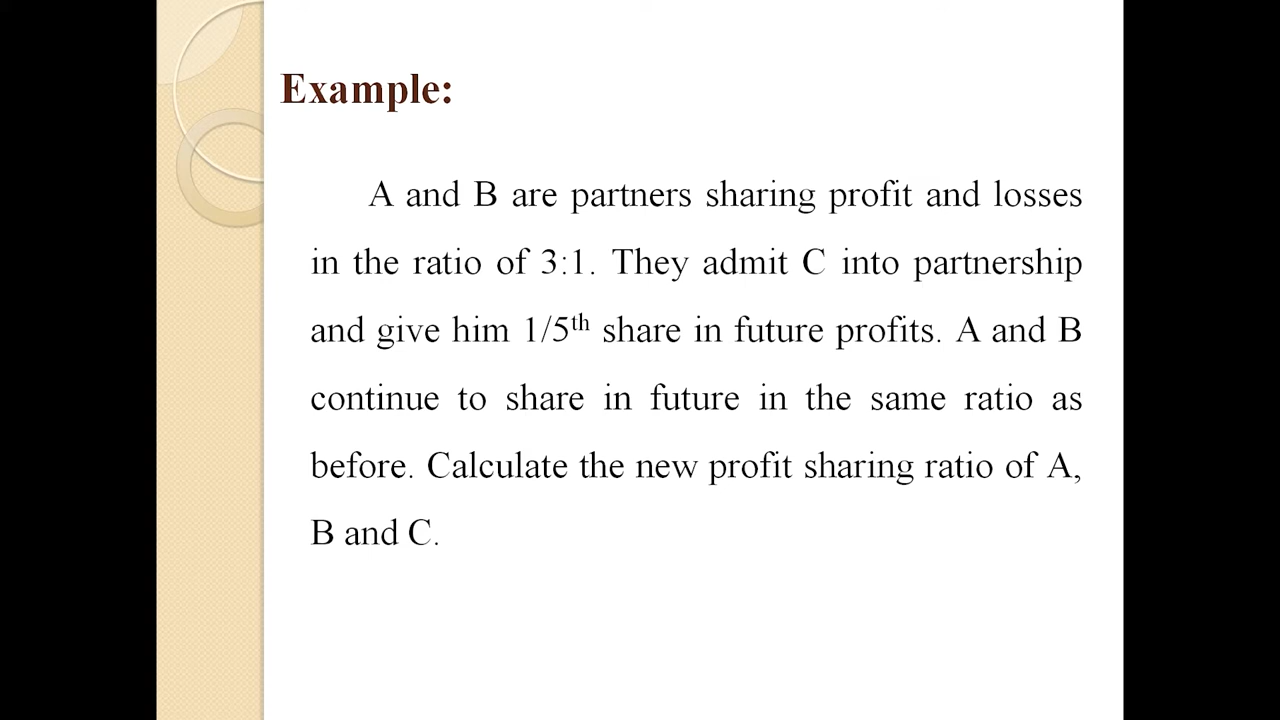 Example:
A and B are partners sharing profit and losses
in the ratio of 3:1. They admit C into partnership
and give him 1/5th share in future profits. A and B
continue to share in future in the same ratio as
before. Calculate the new profit sharing ratio of A,
B and C.